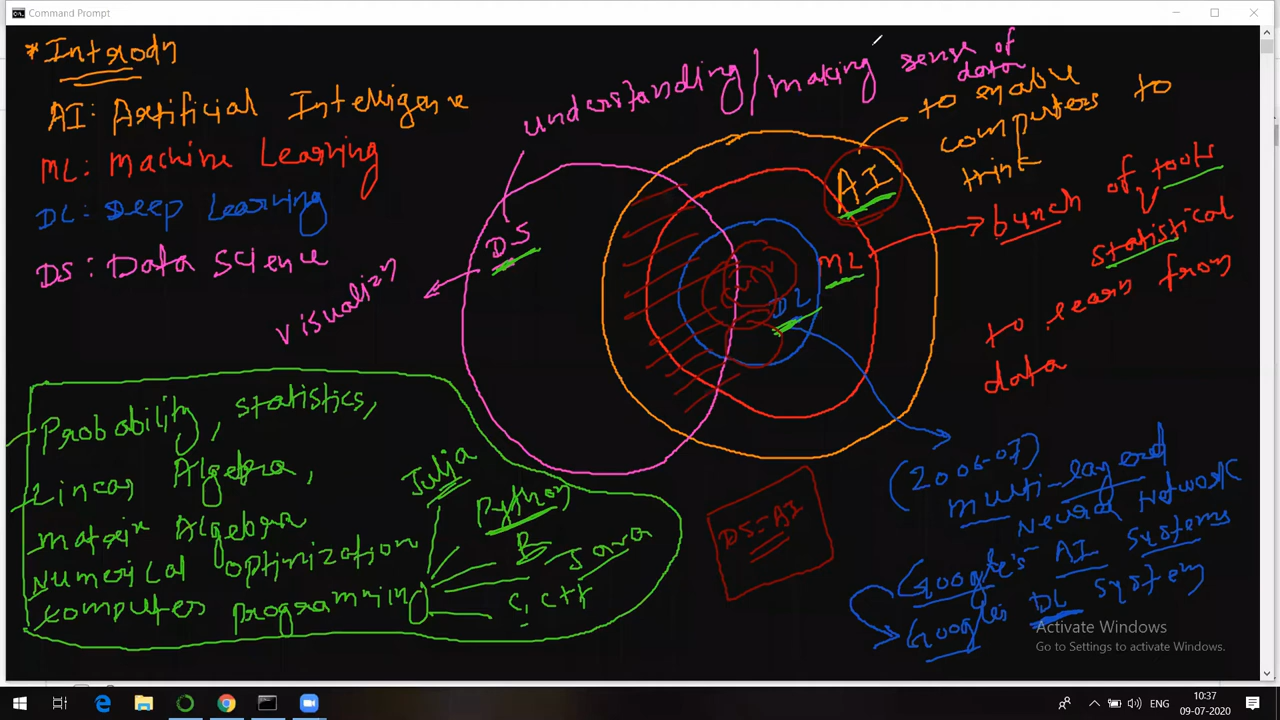 Command Prompt
*Introdn
AI: Artificial Intelligence
ML: Machine Learning
DL: Deep Learning
DS: Data Science
understanding/making sense of
data
to enable
computers to
think
AI
DS
ML
DL
visualizn
bunch of tools
statistical
to learn from
data
Probability, statistics,
Linear Algebra,
matrix Algebra
Numerical optimization
computer programming
Julia
Python
R
Java
C, C++
DS=AI
(2006-07)
multi-layered
Neural Network
Systems
Google's AI
Google's DL System
Activate Windows
Go to Settings to activate Windows.
ENG
10:37
09-07-2020